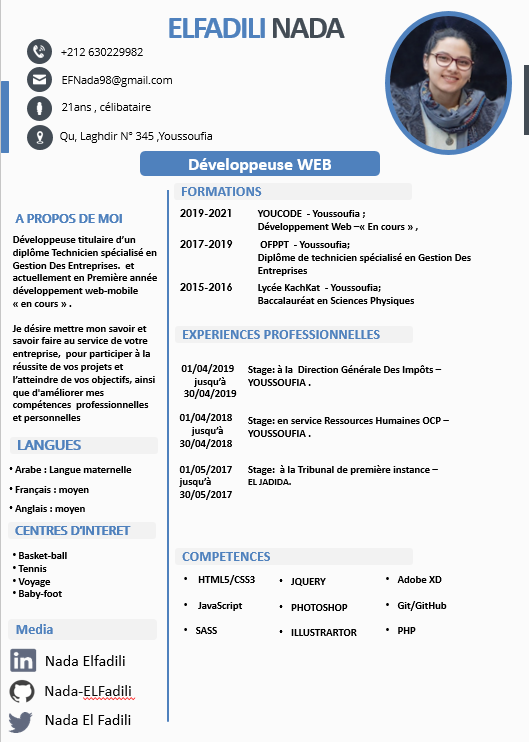 ELFADILI NADA
+212 630229982
EFNada98@gmail.com
21ans , célibataire
Qu, Laghdir N° 345 ,Youssoufia
Développeuse WEB
A PROPOS DE MOI
Développeuse titulaire d’un
diplôme Technicien spécialisé en
Gestion Des Entreprises. et
actuellement en Première année
développement web-mobile
« en cours » .
Je désire mettre mon savoir et
savoir faire au service de votre
entreprise, pour participer à la
réussite de vos projets et
l’atteindre de vos objectifs, ainsi
que d'améliorer mes
compétences professionnelles
et personnelles
LANGUES
• Arabe : Langue maternelle
• Français : moyen
• Anglais : moyen
CENTRES D’INTERET
• Basket-ball
• Tennis
• Voyage
• Baby-foot
Media
in Nada Elfadili
Nada-ELFadili
Nada El Fadili
FORMATIONS
2019-2021 YOUCODE - Youssoufia ;
Développement Web –« En cours » ,
2017-2019 OFPPT - Youssoufia;
Diplôme de technicien spécialisé en Gestion Des
Entreprises
2015-2016 Lycée KachKat - Youssoufia;
Baccalauréat en Sciences Physiques
EXPERIENCES PROFESSIONNELLES
01/04/2019 Stage: à la Direction Générale Des Impôts –
jusqu’à YOUSSOUFIA .
30/04/2019
01/04/2018 Stage: en service Ressources Humaines OCP –
jusqu’à YOUSSOUFIA .
30/04/2018
01/05/2017 Stage: à la Tribunal de première instance –
jusqu’à EL JADIDA.
30/05/2017
COMPETENCES
• HTML5/CSS3 • JQUERY • Adobe XD
• JavaScript • PHOTOSHOP • Git/GitHub
• SASS • ILLUSTRARTOR • PHP